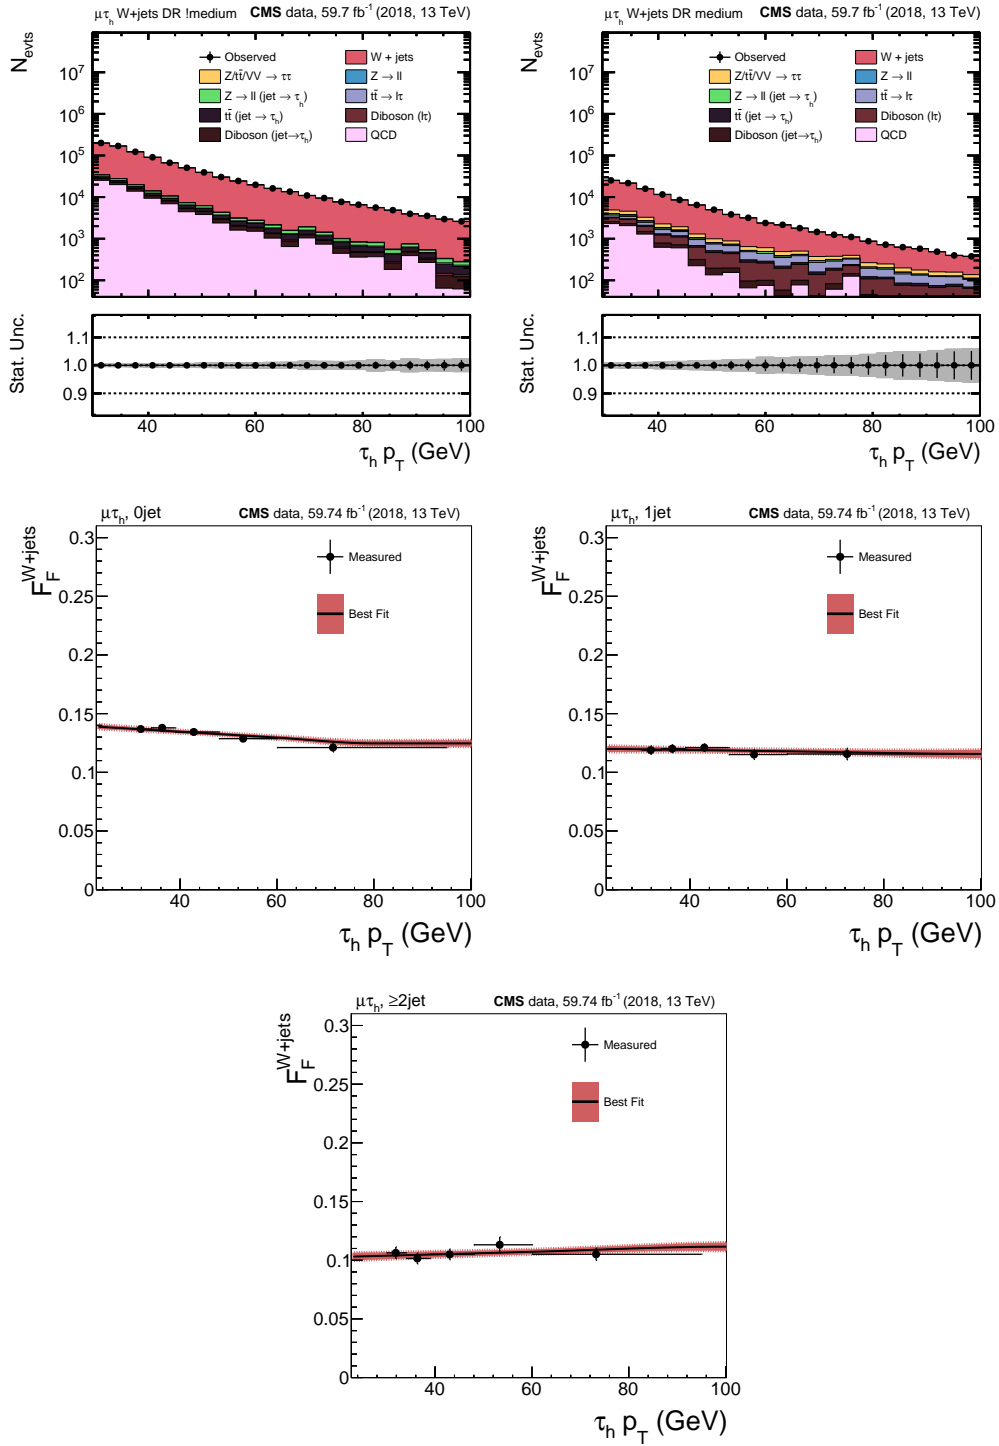 μτh W+jets DR !medium CMS data, 59.7 fb-1 (2018, 13 TeV)
Nevts
107
106
105
104
103
102
Observed
W + jets
Z/tt̄/VV → ττ
Z → ll
Z → ll (jet → τh)
tt̄ → lτ
tt̄ (jet → τh)
Diboson (lτ)
Diboson (jet→τh)
QCD
Stat. Unc.
1.1
1.0
0.9
40 60 80 100
τh pT (GeV)
μτh W+jets DR medium CMS data, 59.7 fb-1 (2018, 13 TeV)
Nevts
107
106
105
104
103
102
Observed
W + jets
Z/tt̄/VV → ττ
Z → ll
Z → ll (jet → τh)
tt̄ → lτ
tt̄ (jet → τh)
Diboson (lτ)
Diboson (jet→τh)
QCD
Stat. Unc.
1.1
1.0
0.9
40 60 80 100
τh pT (GeV)
μτh, 0jet CMS data, 59.74 fb-1 (2018, 13 TeV)
FFW+jets
0.3
0.25
0.2
0.15
0.1
0.05
0
Measured
Best Fit
40 60 80 100
τh pT (GeV)
μτh, 1jet CMS data, 59.74 fb-1 (2018, 13 TeV)
FFW+jets
0.3
0.25
0.2
0.15
0.1
0.05
0
Measured
Best Fit
40 60 80 100
τh pT (GeV)
μτh, ≥2jet CMS data, 59.74 fb-1 (2018, 13 TeV)
FFW+jets
0.3
0.25
0.2
0.15
0.1
0.05
0
Measured
Best Fit
40 60 80 100
τh pT (GeV)